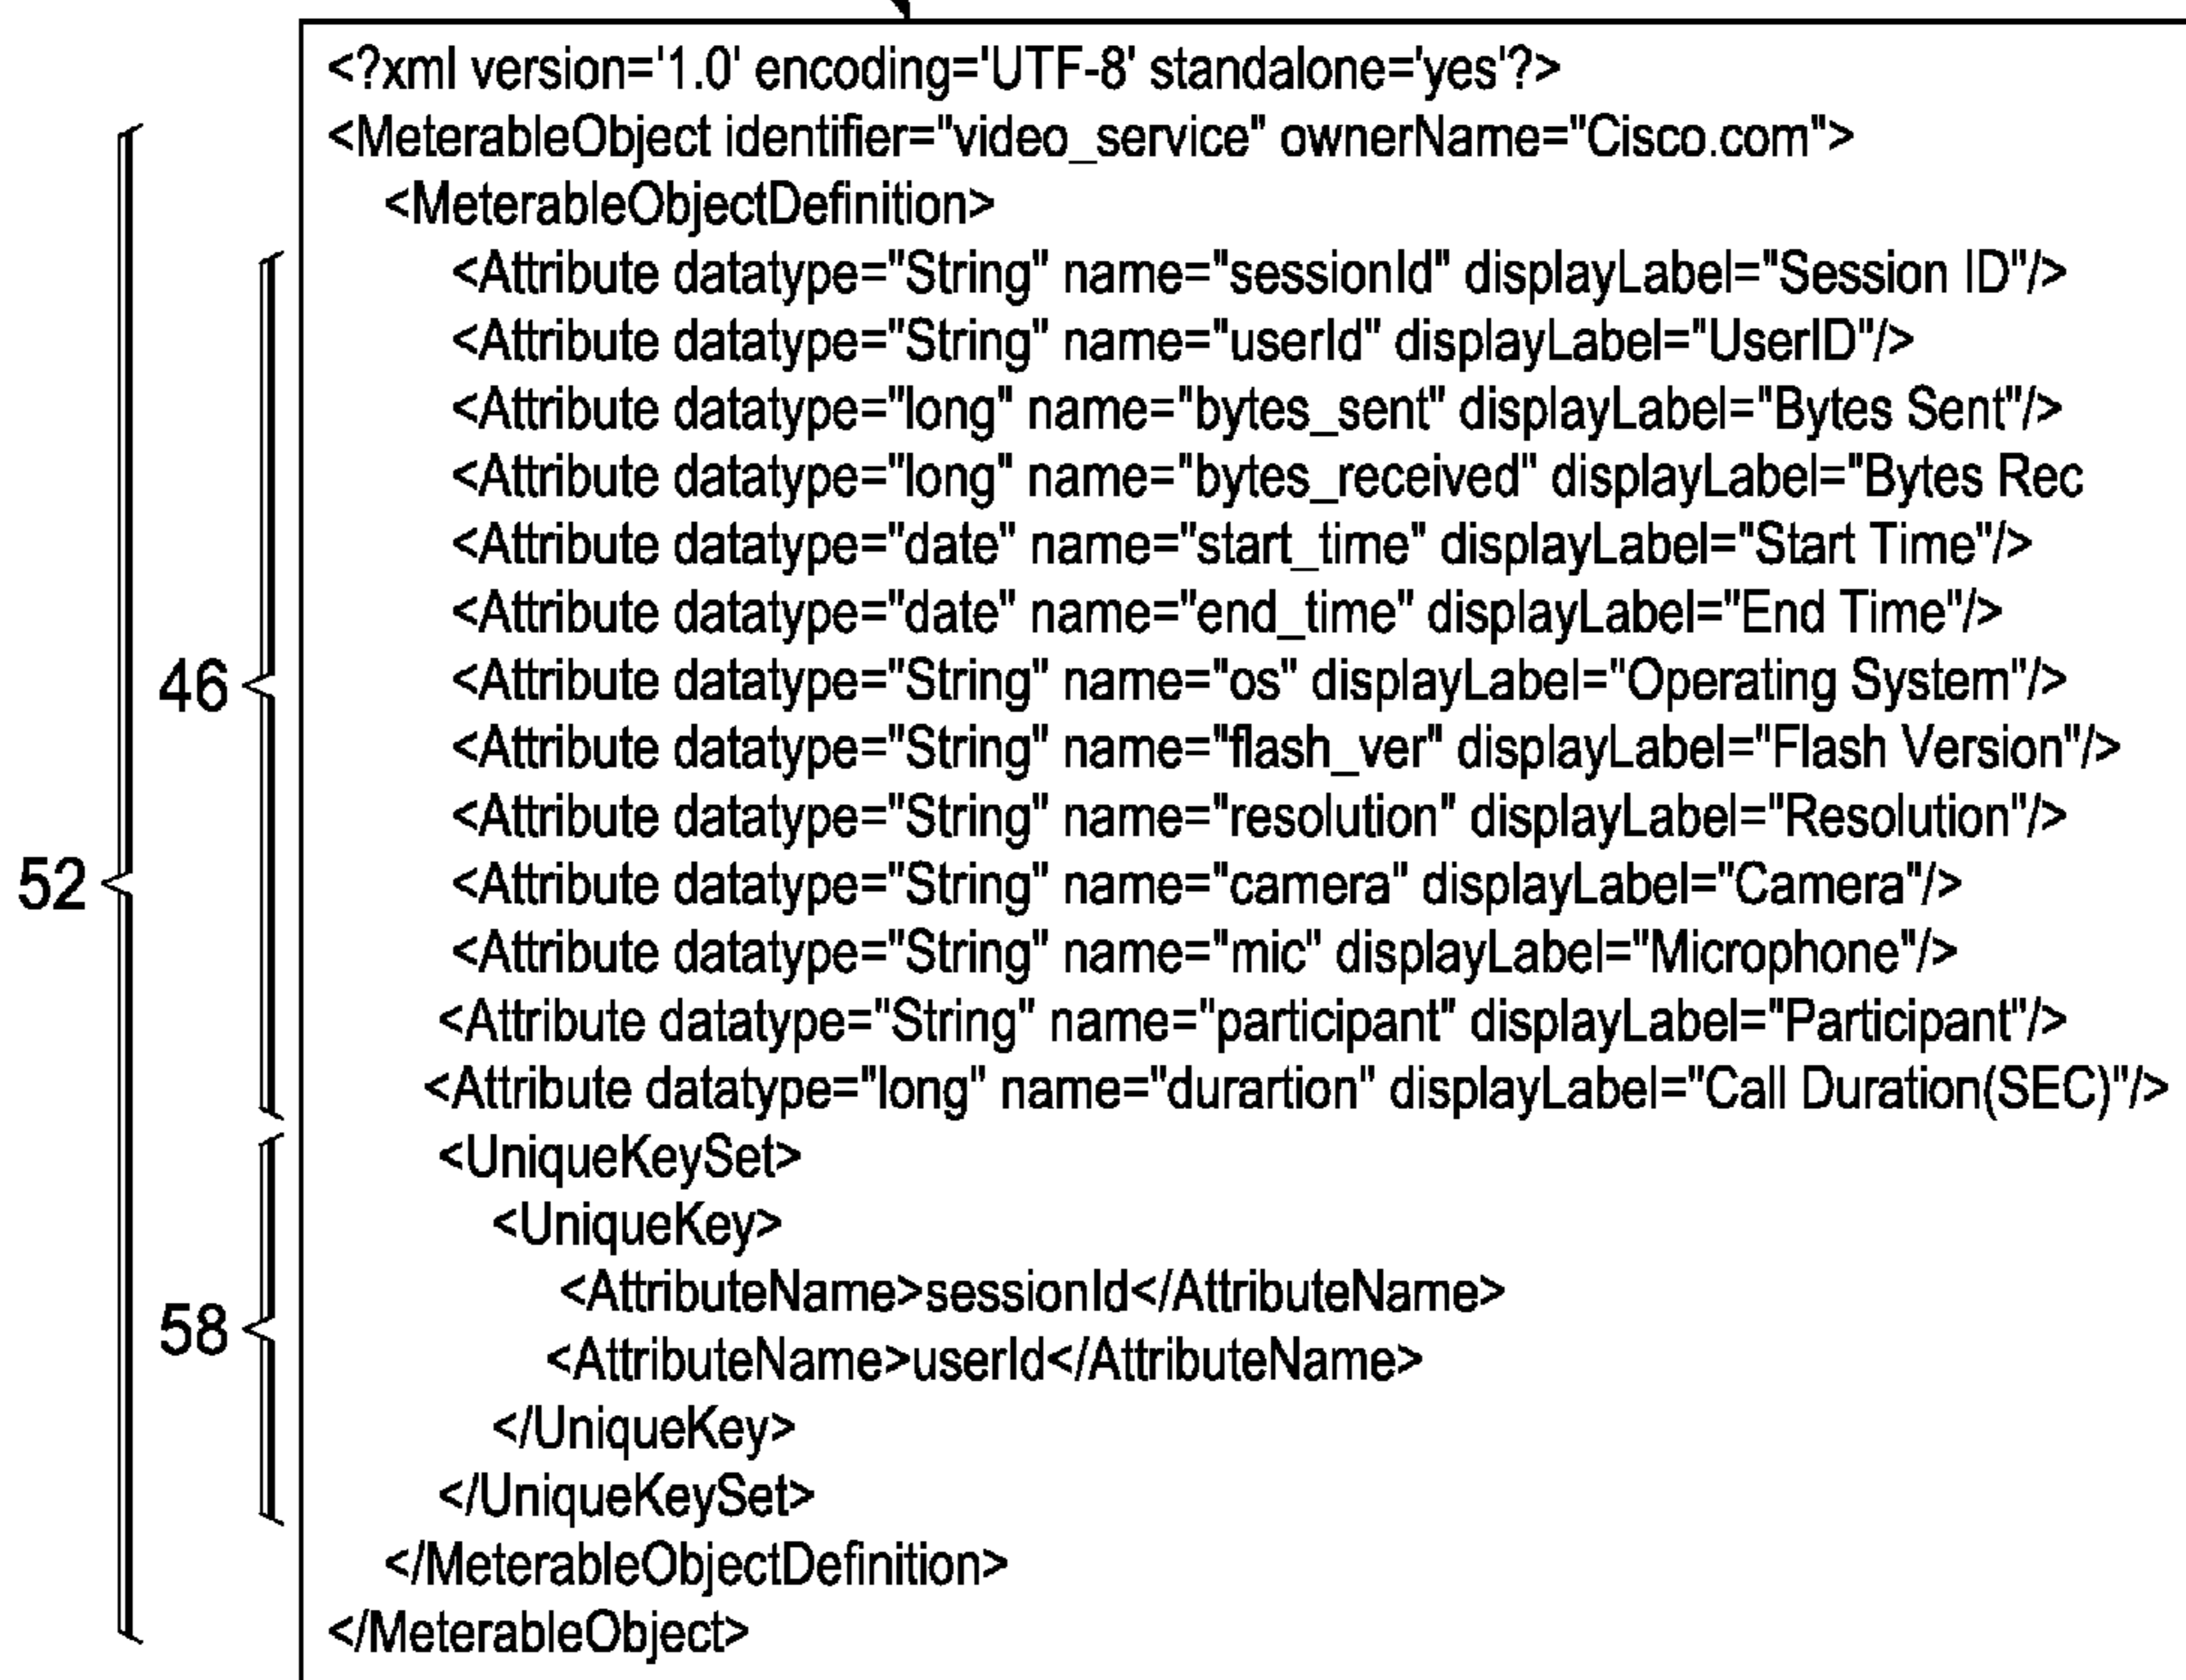 <?xml version='1.0' encoding='UTF-8' standalone='yes'?>
<MeterableObject identifier="video_service" ownerName="Cisco.com">
<MeterableObjectDefinition>
<Attribute datatype="String" name="sessionId" displayLabel="Session ID"/>
<Attribute datatype="String" name="userId" displayLabel="UserID"/>
<Attribute datatype="long" name="bytes_sent" displayLabel="Bytes Sent"/>
<Attribute datatype="long" name="bytes_received" displayLabel="Bytes Rec
<Attribute datatype="date" name="start_time" displayLabel="Start Time"/>
<Attribute datatype="date" name="end_time" displayLabel="End Time"/>
46
<Attribute datatype="String" name="os" displayLabel="Operating System"/>
<Attribute datatype="String" name="flash_ver" displayLabel="Flash Version"/>
<Attribute datatype="String" name="resolution" displayLabel="Resolution"/>
52
<Attribute datatype="String" name="camera" displayLabel="Camera"/>
<Attribute datatype="String" name="mic" displayLabel="Microphone"/>
<Attribute datatype="String" name="participant" displayLabel="Participant"/>
<Attribute datatype="long" name="durartion" displayLabel="Call Duration(SEC)"/>
<UniqueKeySet>
<UniqueKey>
<AttributeName>sessionId</AttributeName>
58
<AttributeName>userId</AttributeName>
</UniqueKey>
</UniqueKeySet>
</MeterableObjectDefinition>
</MeterableObject>